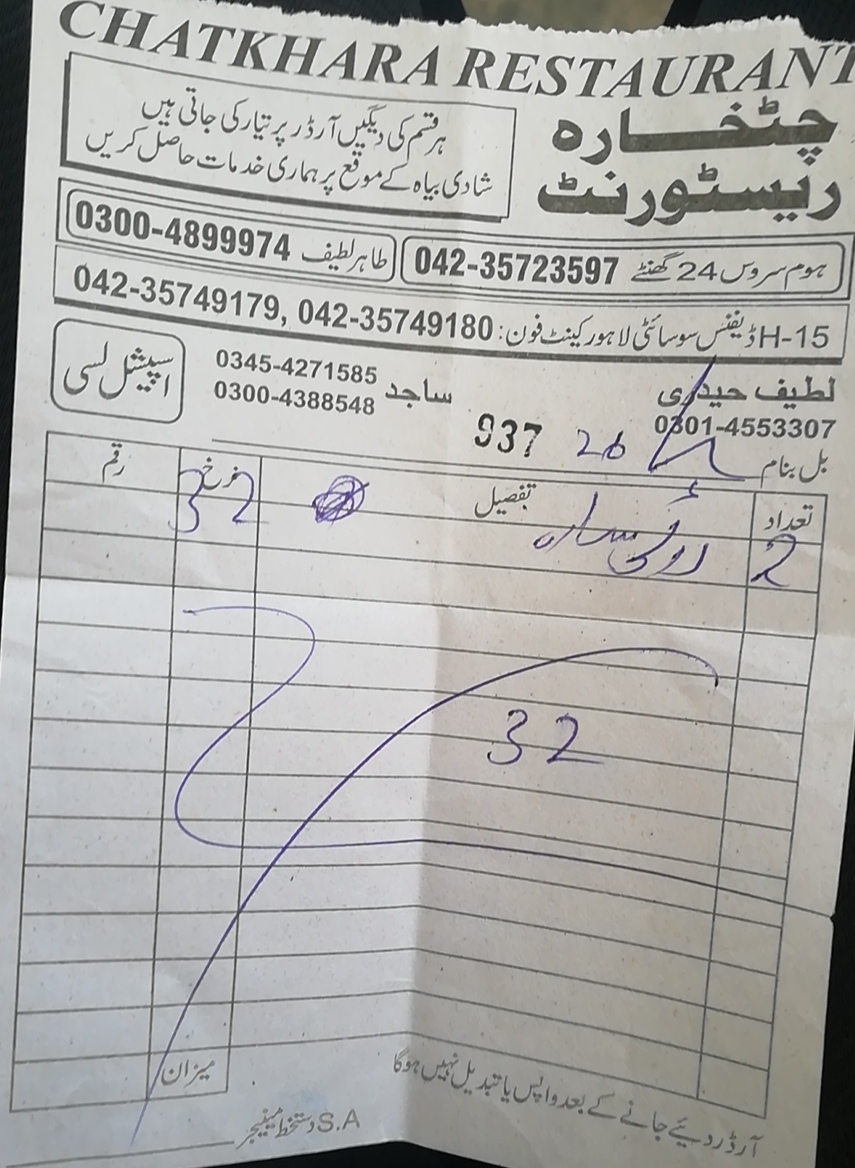 CHATKHARA RESTAURANT
چٹخارہ
ریسٹورنٹ
ہر قسم کی دیگیں آرڈر پر تیار کی جاتی ہیں
شادی بیاہ کے موقع پر ہماری خدمات حاصل کریں
ہوم سروس 24 گھنٹے 042-35723597
طاہر لطیف 0300-4899974
H-15 ڈیفنس سوسائٹی لاہور کینٹ فون: 042-35749180 ,042-35749179
لطیف حیدری
0301-4553307
ساجد 0345-4271585
0300-4388548
اسپیشل لسی
937
بل بنام 26
تعداد تفصیل نرخ رقم
2 روٹی سادہ 32
32
میزان
آرڈر دیئے جانے کے بعد واپس یا تبدیل نہیں ہوگا
S.A دستخط مینیجر